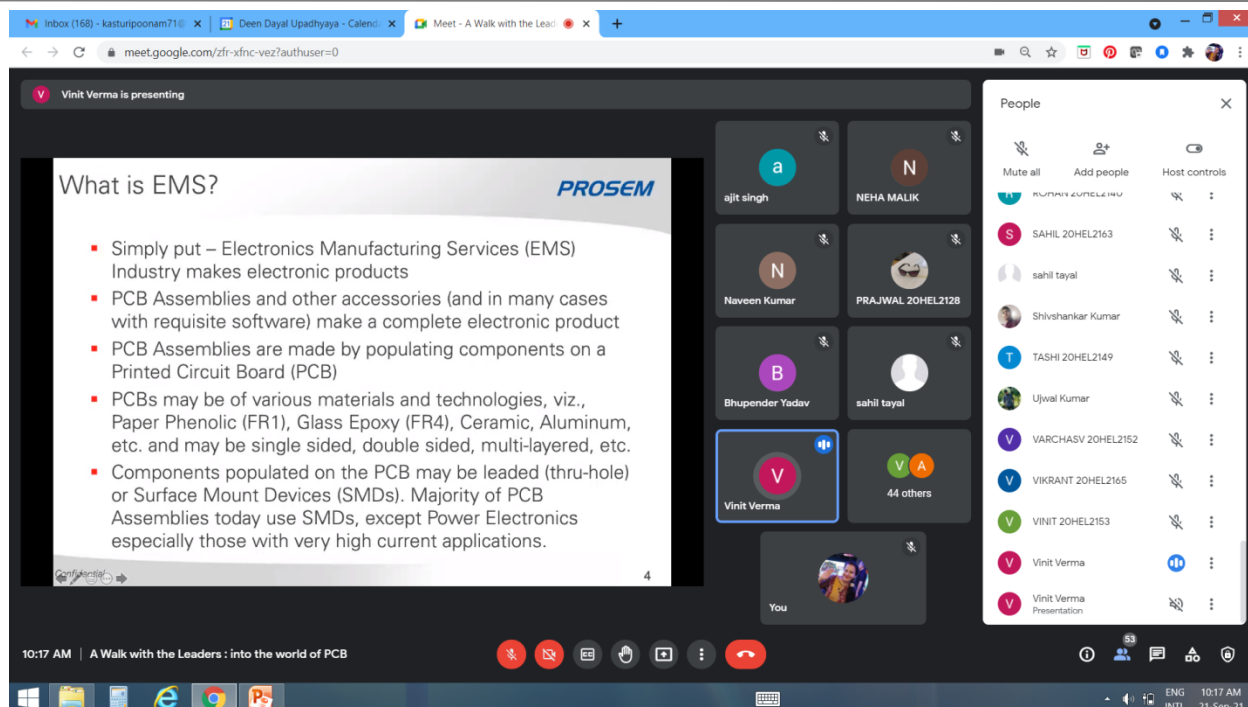 Inbox (168) - kasturipoonam71@
Deen Dayal Upadhyaya - Calend
Meet - A Walk with the Lead
meet.google.com/zfr-xfnc-vez?authuser=0
V Vinit Verma is presenting
What is EMS?
PROSEM
Simply put – Electronics Manufacturing Services (EMS)
Industry makes electronic products
PCB Assemblies and other accessories (and in many cases
with requisite software) make a complete electronic product
PCB Assemblies are made by populating components on a
Printed Circuit Board (PCB)
PCBs may be of various materials and technologies, viz.,
Paper Phenolic (FR1), Glass Epoxy (FR4), Ceramic, Aluminum,
etc. and may be single sided, double sided, multi-layered, etc.
Components populated on the PCB may be leaded (thru-hole)
or Surface Mount Devices (SMDs). Majority of PCB
Assemblies today use SMDs, except Power Electronics
especially those with very high current applications.
Confidential
4
a
ajit singh
N
NEHA MALIK
N
Naveen Kumar
PRAJWAL 20HEL2128
B
Bhupender Yadav
sahil tayal
V
Vinit Verma
V A
44 others
You
People
Mute all
Add people
Host controls
ROHAN 20HEL2140
S SAHIL 20HEL2163
sahil tayal
Shivshankar Kumar
T TASHI 20HEL2149
Ujwal Kumar
V VARCHASV 20HEL2152
V VIKRANT 20HEL2165
V VINIT 20HEL2153
V Vinit Verma
V Vinit Verma
Presentation
10:17 AM | A Walk with the Leaders : into the world of PCB
53
ENG 10:17 AM
INTL 21-Sep-21